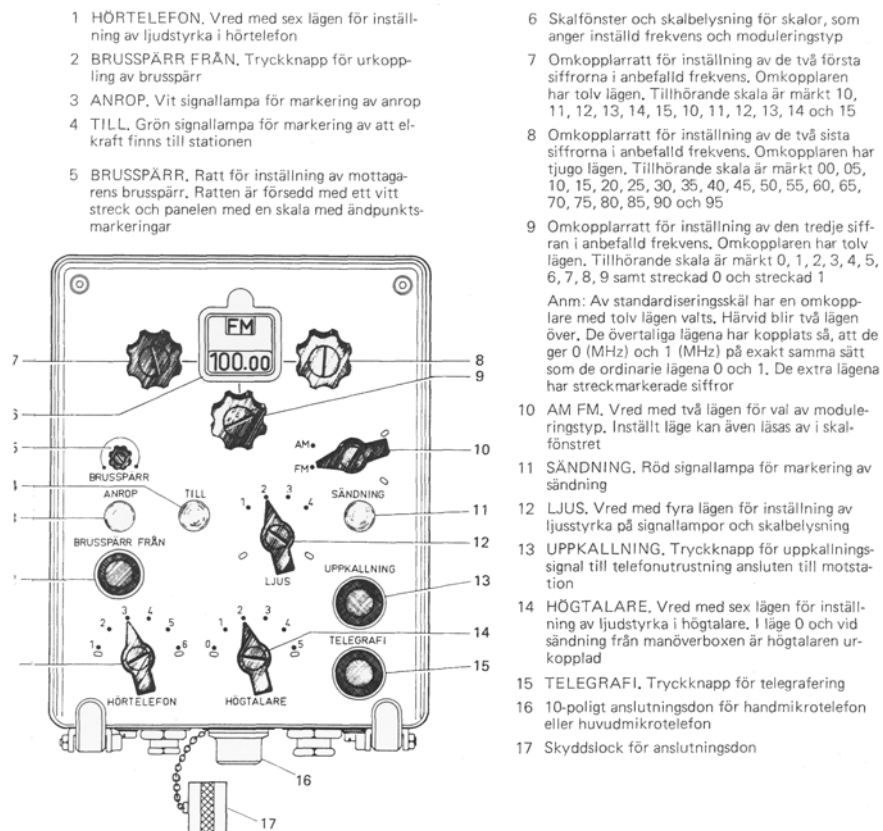 1 HÖRTELEFON. Vred med sex lägen för inställ-
ning av ljudstyrka i hörtelefon
2 BRUSSPÄRR FRÅN. Tryckknapp för urkopp-
ling av brusspärr
3 ANROP. Vit signallampa för markering av anrop
4 TILL. Grön signallampa för markering av att el-
kraft finns till stationen
5 BRUSSPÄRR. Ratt för inställning av mottaga-
rens brusspärr. Ratten är försedd med ett vitt
streck och panelen med en skala med ändpunkts-
markeringar
FM
100.00
7
8
9
BRUSSPÄRR
AM
FM
10
ANROP
TILL
1 2 3 4
SÄNDNING
11
BRUSSPÄRR FRÅN
LJUS
12
UPPKALLNING
13
1 2 3 4 5 6
0 1 2 3 4 5
14
TELEGRAFI
15
HÖRTELEFON
HÖGTALARE
16
17
6 Skalfönster och skalbelysning för skalor, som
anger inställd frekvens och moduleringstyp
7 Omkopplarratt för inställning av de två första
siffrorna i anbefalld frekvens. Omkopplaren
har tolv lägen. Tillhörande skala är märkt 10,
11, 12, 13, 14, 15, 10, 11, 12, 13, 14 och 15
8 Omkopplarratt för inställning av de två sista
siffrorna i anbefalld frekvens. Omkopplaren har
tjugo lägen. Tillhörande skala är märkt 00, 05,
10, 15, 20, 25, 30, 35, 40, 45, 50, 55, 60, 65,
70, 75, 80, 85, 90 och 95
9 Omkopplarratt för inställning av den tredje siff-
ran i anbefalld frekvens. Omkopplaren har tolv
lägen. Tillhörande skala är märkt 0, 1, 2, 3, 4, 5,
6, 7, 8, 9 samt streckad 0 och streckad 1
Anm: Av standardiseringsskäl har en omkopp-
lare med tolv lägen valts. Härvid blir två lägen
över. De övertaliga lägena har kopplats så, att de
ger 0 (MHz) och 1 (MHz) på exakt samma sätt
som de ordinarie lägena 0 och 1. De extra lägena
har streckmarkerade siffror
10 AM FM. Vred med två lägen för val av module-
ringstyp. Inställt läge kan även läsas av i skal-
fönstret
11 SÄNDNING. Röd signallampa för markering av
sändning
12 LJUS. Vred med fyra lägen för inställning av
ljusstyrka på signallampor och skalbelysning
13 UPPKALLNING. Tryckknapp för uppkallnings-
signal till telefonutrustning ansluten till motsta-
tion
14 HÖGTALARE. Vred med sex lägen för inställ-
ning av ljudstyrka i högtalare. I läge 0 och vid
sändning från manöverboxen är högtalaren ur-
kopplad
15 TELEGRAFI. Tryckknapp för telegrafering
16 10-poligt anslutningsdon för handmikrotelefon
eller huvudmikrotelefon
17 Skyddslock för anslutningsdon